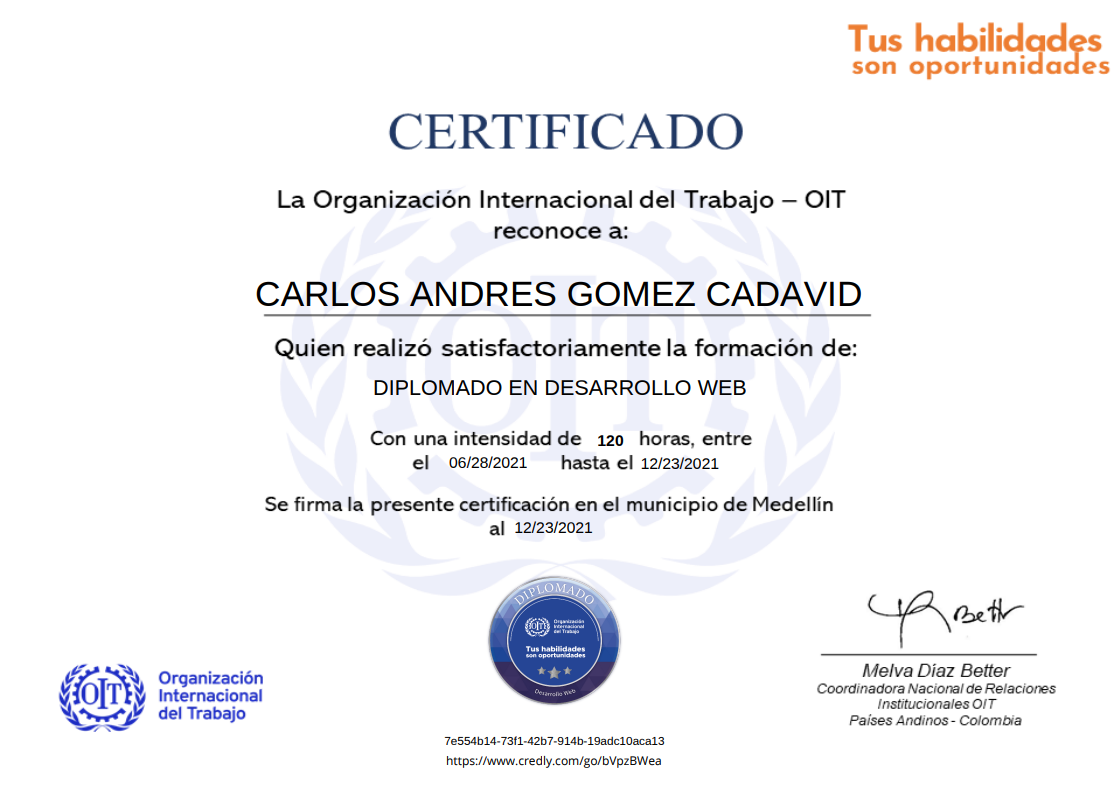 Tus habilidades
son oportunidades
CERTIFICADO
La Organización Internacional del Trabajo – OIT
reconoce a:
CARLOS ANDRES GOMEZ CADAVID
Quien realizó satisfactoriamente la formación de:
DIPLOMADO EN DESARROLLO WEB
Con una intensidad de 120 horas, entre
el 06/28/2021 hasta el 12/23/2021
Se firma la presente certificación en el municipio de Medellín
al 12/23/2021
DIPLOMADO
OIT
Organización
Internacional
del Trabajo
Tus habilidades
son oportunidades
Desarrollo Web
Better
Melva Díaz Better
Coordinadora Nacional de Relaciones
Institucionales OIT
Países Andinos - Colombia
OIT
Organización
Internacional
del Trabajo
7e554b14-73f1-42b7-914b-19adc10aca13
https://www.credly.com/go/bVpzBWea